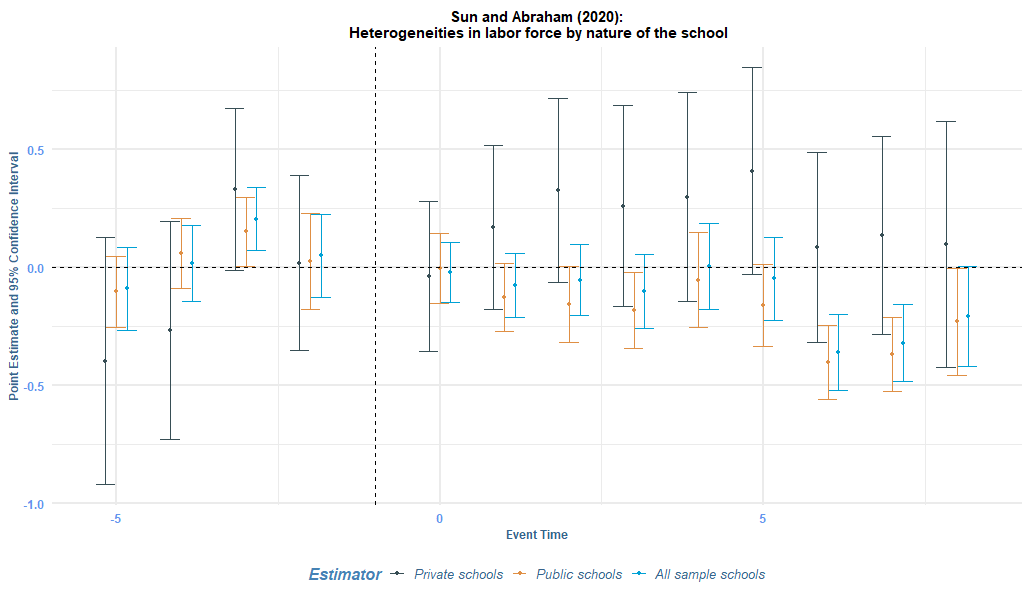 Sun and Abraham (2020):
Heterogeneities in labor force by nature of the school
Point Estimate and 95% Confidence Interval
0.5
0.0
-0.5
-1.0
-5
0
5
Event Time
Estimator Private schools Public schools All sample schools